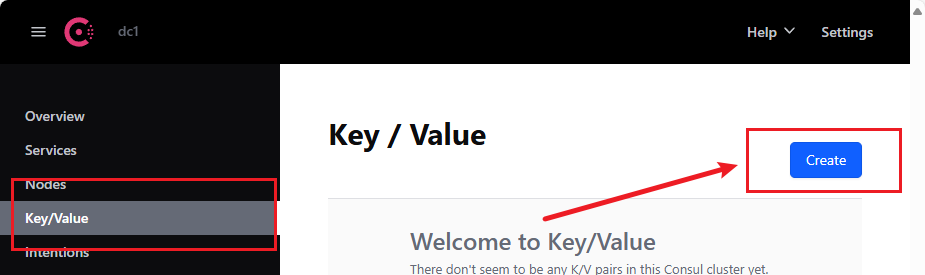 dc1
Help
Settings
Overview
Services
Nodes
Key/Value
Intentions
Key / Value
Create
Welcome to Key/Value
There don't seem to be any K/V pairs in this Consul cluster yet.